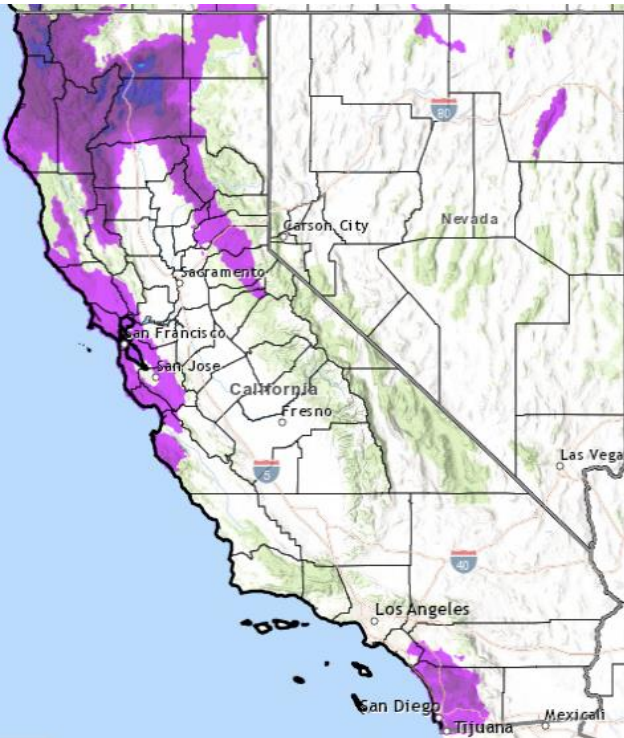 80
Carson City
Nevada
Sacramento
San Francisco
San Jose
California
Fresno
Las Vega
5
40
Los Angeles
San Diego
Tijuana
Mexicali